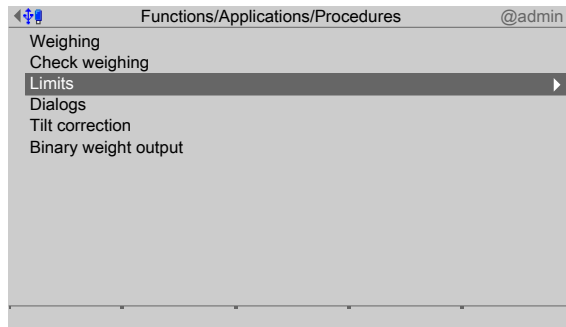 Functions/Applications/Procedures @admin
Weighing
Check weighing
Limits
Dialogs
Tilt correction
Binary weight output